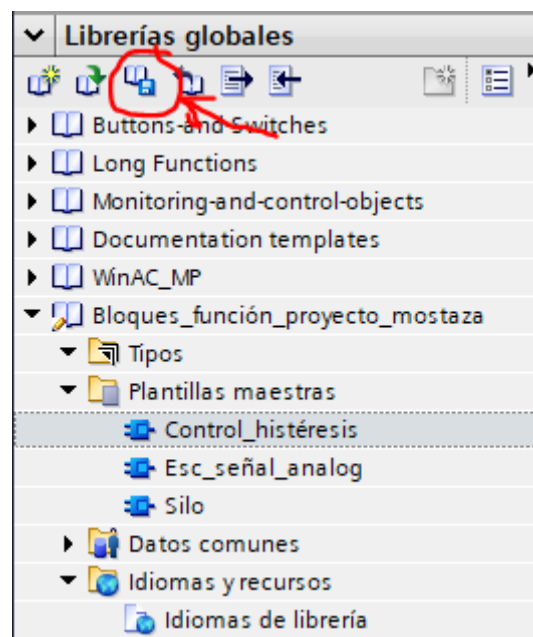 Librerías globales
Buttons-and Switches
Long Functions
Monitoring-and-control-objects
Documentation templates
WinAC_MP
Bloques_función_proyecto_mostaza
Tipos
Plantillas maestras
Control_histéresis
Esc_señal_analog
Silo
Datos comunes
Idiomas y recursos
Idiomas de librería